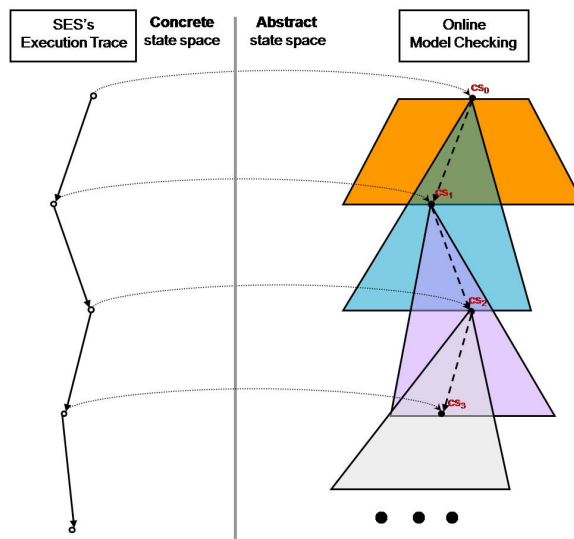 SES's
Execution Trace
Concrete
state space
Abstract
state space
Online
Model Checking
cs0
cs1
cs2
cs3